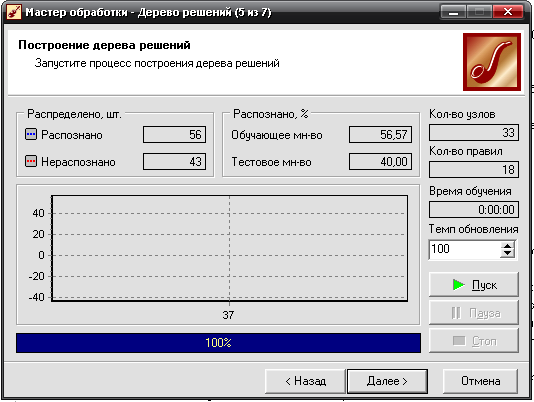 Мастер обработки - Дерево решений (5 из 7)
Построение дерева решений
Запустите процесс построения дерева решений
Распределено, шт.
Распознано 56
Нераспознано 43
Распознано, %
Обучающее мн-во 56,57
Тестовое мн-во 40,00
Кол-во узлов
33
Кол-во правил
18
Время обучения
0:00:00
Темп обновления
100
40
20
0
-20
-40
37
Пуск
Пауза
Стоп
100%
< Назад
Далее >
Отмена